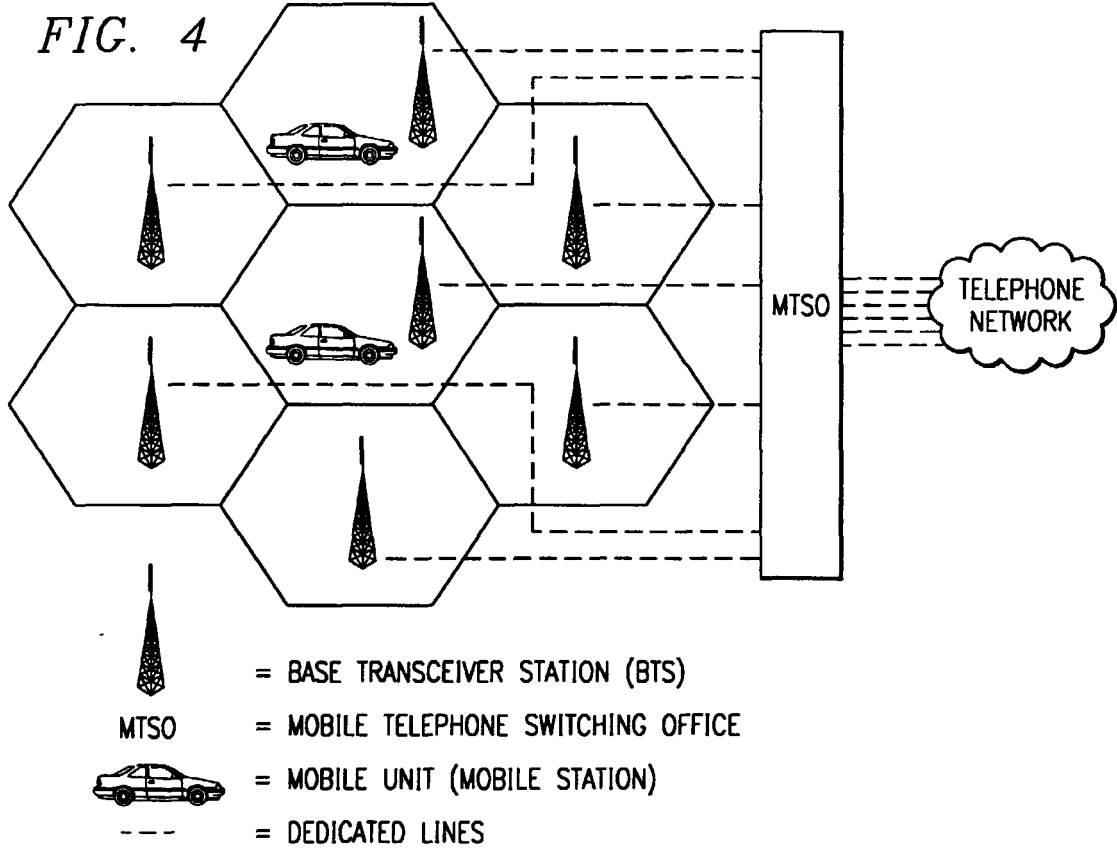 FIG. 4
MTSO
TELEPHONE
NETWORK
= BASE TRANSCEIVER STATION (BTS)
MTSO = MOBILE TELEPHONE SWITCHING OFFICE
= MOBILE UNIT (MOBILE STATION)
= DEDICATED LINES